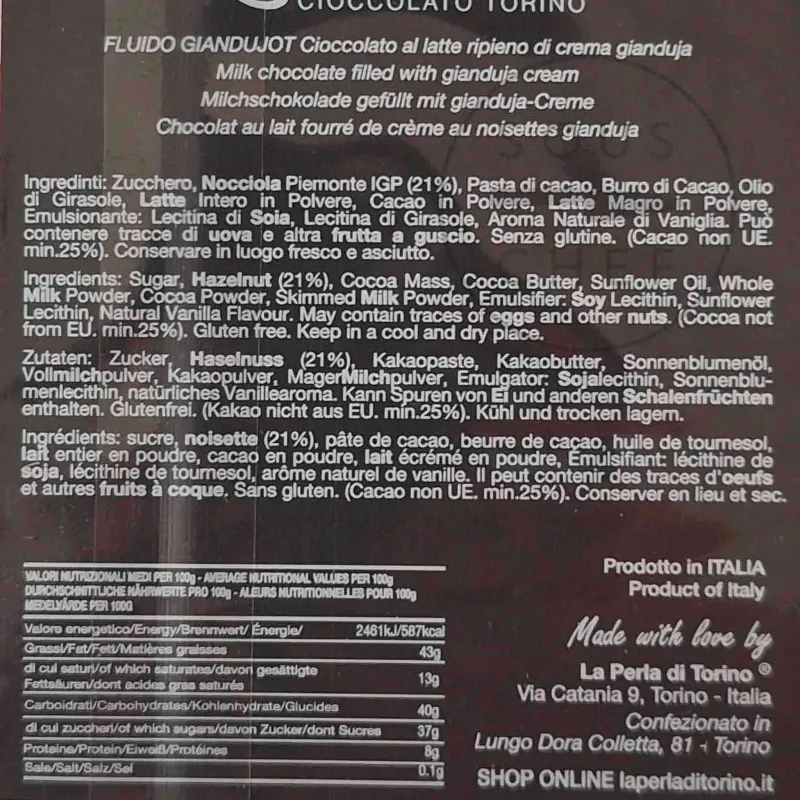 CIOCCOLATO TORINO
FLUIDO GIANDUJOT Cioccolato al latte ripieno di crema gianduja
Milk chocolate filled with gianduja cream
Milchschokolade gefüllt mit gianduja-Creme
Chocolat au lait fourré de crème au noisettes gianduja
SOUS
CHEF
Ingredinti: Zucchero, Nocciola Piemonte IGP (21%), Pasta di cacao, Burro di Cacao, Olio
di Girasole, Latte Intero in Polvere, Cacao in Polvere, Latte Magro in Polvere,
Emulsionante: Lecitina di Soia, Lecitina di Girasole, Aroma Naturale di Vaniglia. Può
contenere tracce di uova e altra frutta a guscio. Senza glutine. (Cacao non UE.
min.25%). Conservare in luogo fresco e asciutto.
Ingredients: Sugar, Hazelnut (21%), Cocoa Mass, Cocoa Butter, Sunflower Oil, Whole
Milk Powder, Cocoa Powder, Skimmed Milk Powder, Emulsifier: Soy Lecithin, Sunflower
Lecithin, Natural Vanilla Flavour. May contain traces of eggs and other nuts. (Cocoa not
from EU. min.25%). Gluten free. Keep in a cool and dry place.
Zutaten: Zucker, Haselnuss (21%), Kakaopaste, Kakaobutter, Sonnenblumenöl,
Vollmilchpulver, Kakaopulver, MagerMilchpulver, Emulgator: Sojalecithin, Sonnenblu-
menlecithin, natürliches Vanillearoma. Kann Spuren von Ei und anderen Schalenfrüchten
enthalten. Glutenfrei. (Kakao nicht aus EU. min.25%). Kühl und trocken lagern.
Ingrédients: sucre, noisette (21%), pâte de cacao, beurre de cacao, huile de tournesol,
lait entier en poudre, cacao en poudre, lait écrémé en poudre, Émulsifiant: lécithine de
soja, lécithine de tournesol, arôme naturel de vanille. Il peut contenir des traces d'oeufs
et autres fruits à coque. Sans gluten. (Cacao non UE. min.25%). Conserver en lieu et sec.
VALORI NUTRIZIONALI MEDI PER 100g - AVERAGE NUTRITIONAL VALUES PER 100g
DURCHSCHNITTLICHE NÄHRWERTE PRO 100g - ALEURS NUTRITIONNELLES POUR 100g
MEDELVÄRDE PER 100G
Valore energetico/Energy/Brennwert/ Énergie/ 2461kJ/587kcal
Grassi/Fat/Fett/Matières graisses 43g
di cui saturi/of which saturates/davon gesättigte
Fettsäuren/dont acides gras saturés 13g
Carboidrati/Carbohydrates/Kohlenhydrate/Glucides 40g
di cui zuccheri/of which sugars/davon Zucker/dont Sucres 37g
Proteine/Protein/Eiweiß/Protéines 8g
Sale/Salt/Salz/Sel 0.1g
Prodotto in ITALIA
Product of Italy
Made with love by
La Perla di Torino ®
Via Catania 9, Torino - Italia
Confezionato in
Lungo Dora Colletta, 81 - Torino
SHOP ONLINE laperladitorino.it